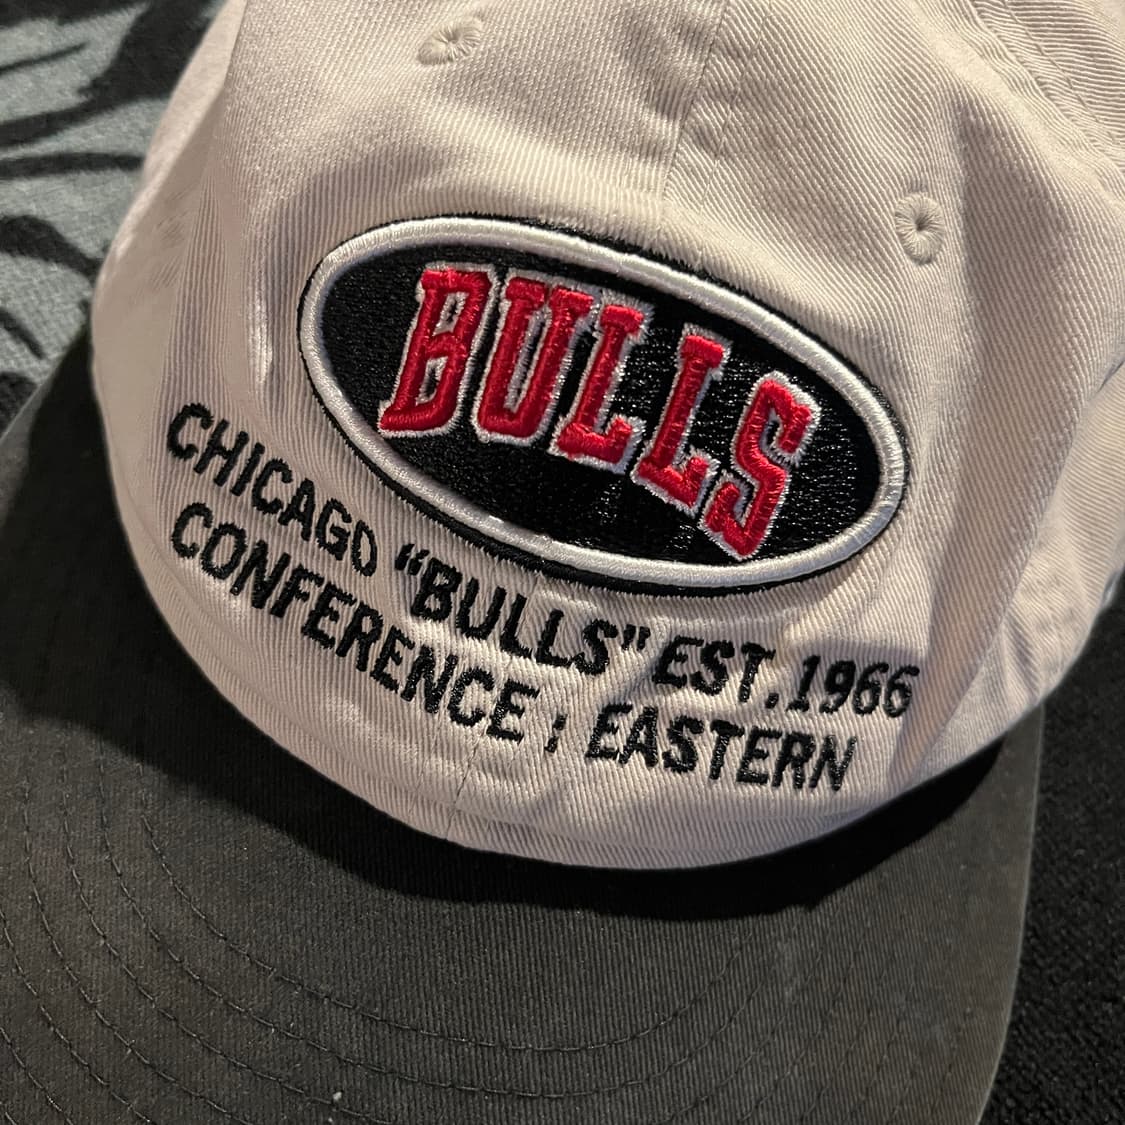 BULLS
CHICAGO “BULLS” EST.1966
CONFERENCE : EASTERN